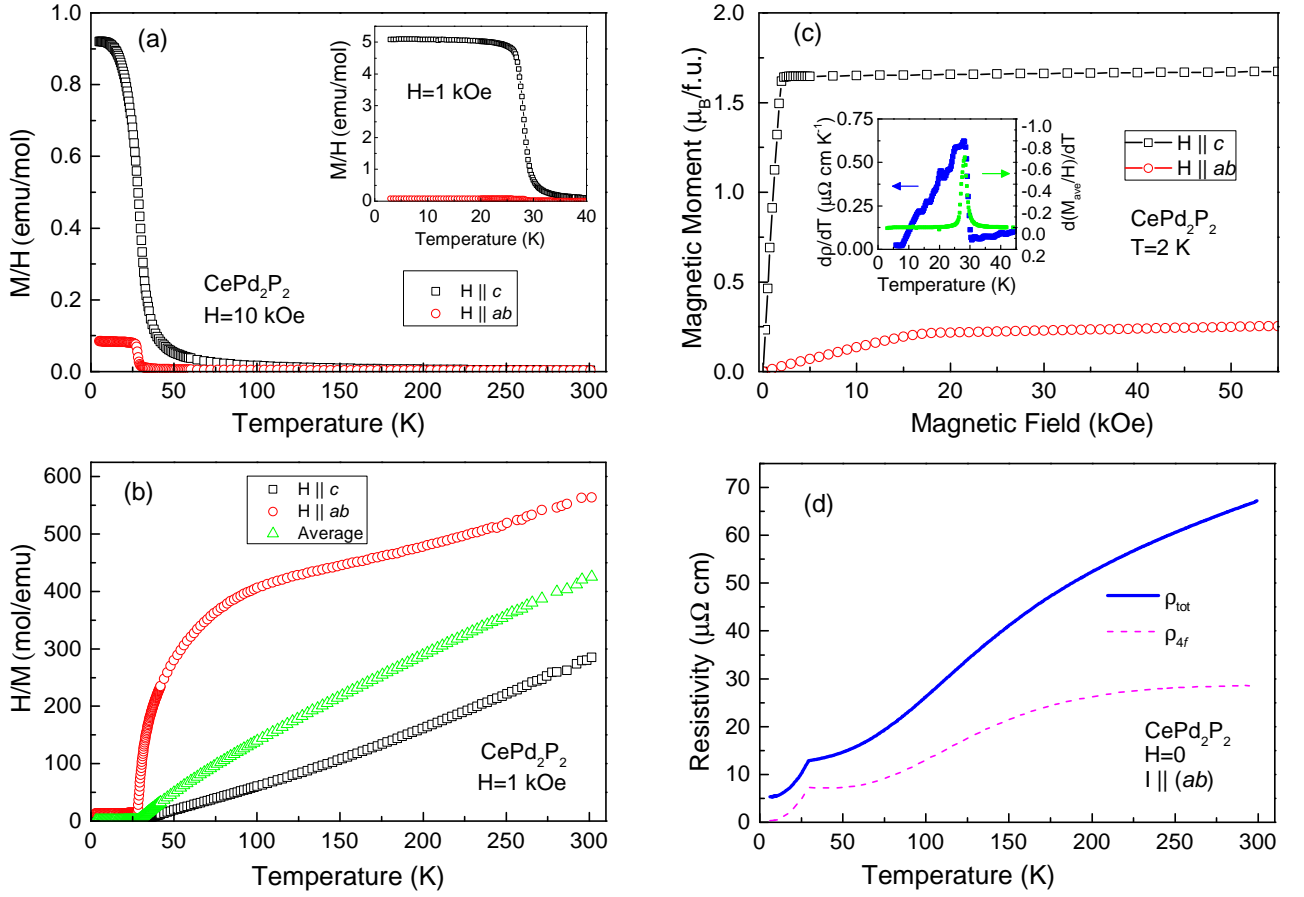 (a)
M/H (emu/mol)
1.0
0.8
0.6
0.4
0.2
0.0
0 50 100 150 200 250 300
Temperature (K)
CePd₂P₂
H=10 kOe
H || c
H || ab
M/H (emu/mol)
5
4
3
2
1
0
0 10 20 30 40
Temperature (K)
H=1 kOe
(c)
Magnetic Moment (μ_B/f.u.)
2.0
1.5
1.0
0.5
0.0
0 10 20 30 40 50
Magnetic Field (kOe)
H || c
H || ab
CePd₂P₂
T=2 K
dρ/dT (μΩ cm K⁻¹)
0.75
0.50
0.25
0.00
0 10 20 30 40
Temperature (K)
-1.0
-0.8
-0.6
-0.4
-0.2
0.0
0.2
d(M_ave/H)/dT
(b)
H/M (mol/emu)
600
500
400
300
200
100
0
0 50 100 150 200 250 300
Temperature (K)
H || c
H || ab
Average
CePd₂P₂
H=1 kOe
(d)
Resistivity (μΩ cm)
70
60
50
40
30
20
10
0
0 50 100 150 200 250 300
Temperature (K)
ρ_tot
ρ_4f
CePd₂P₂
H=0
I || (ab)